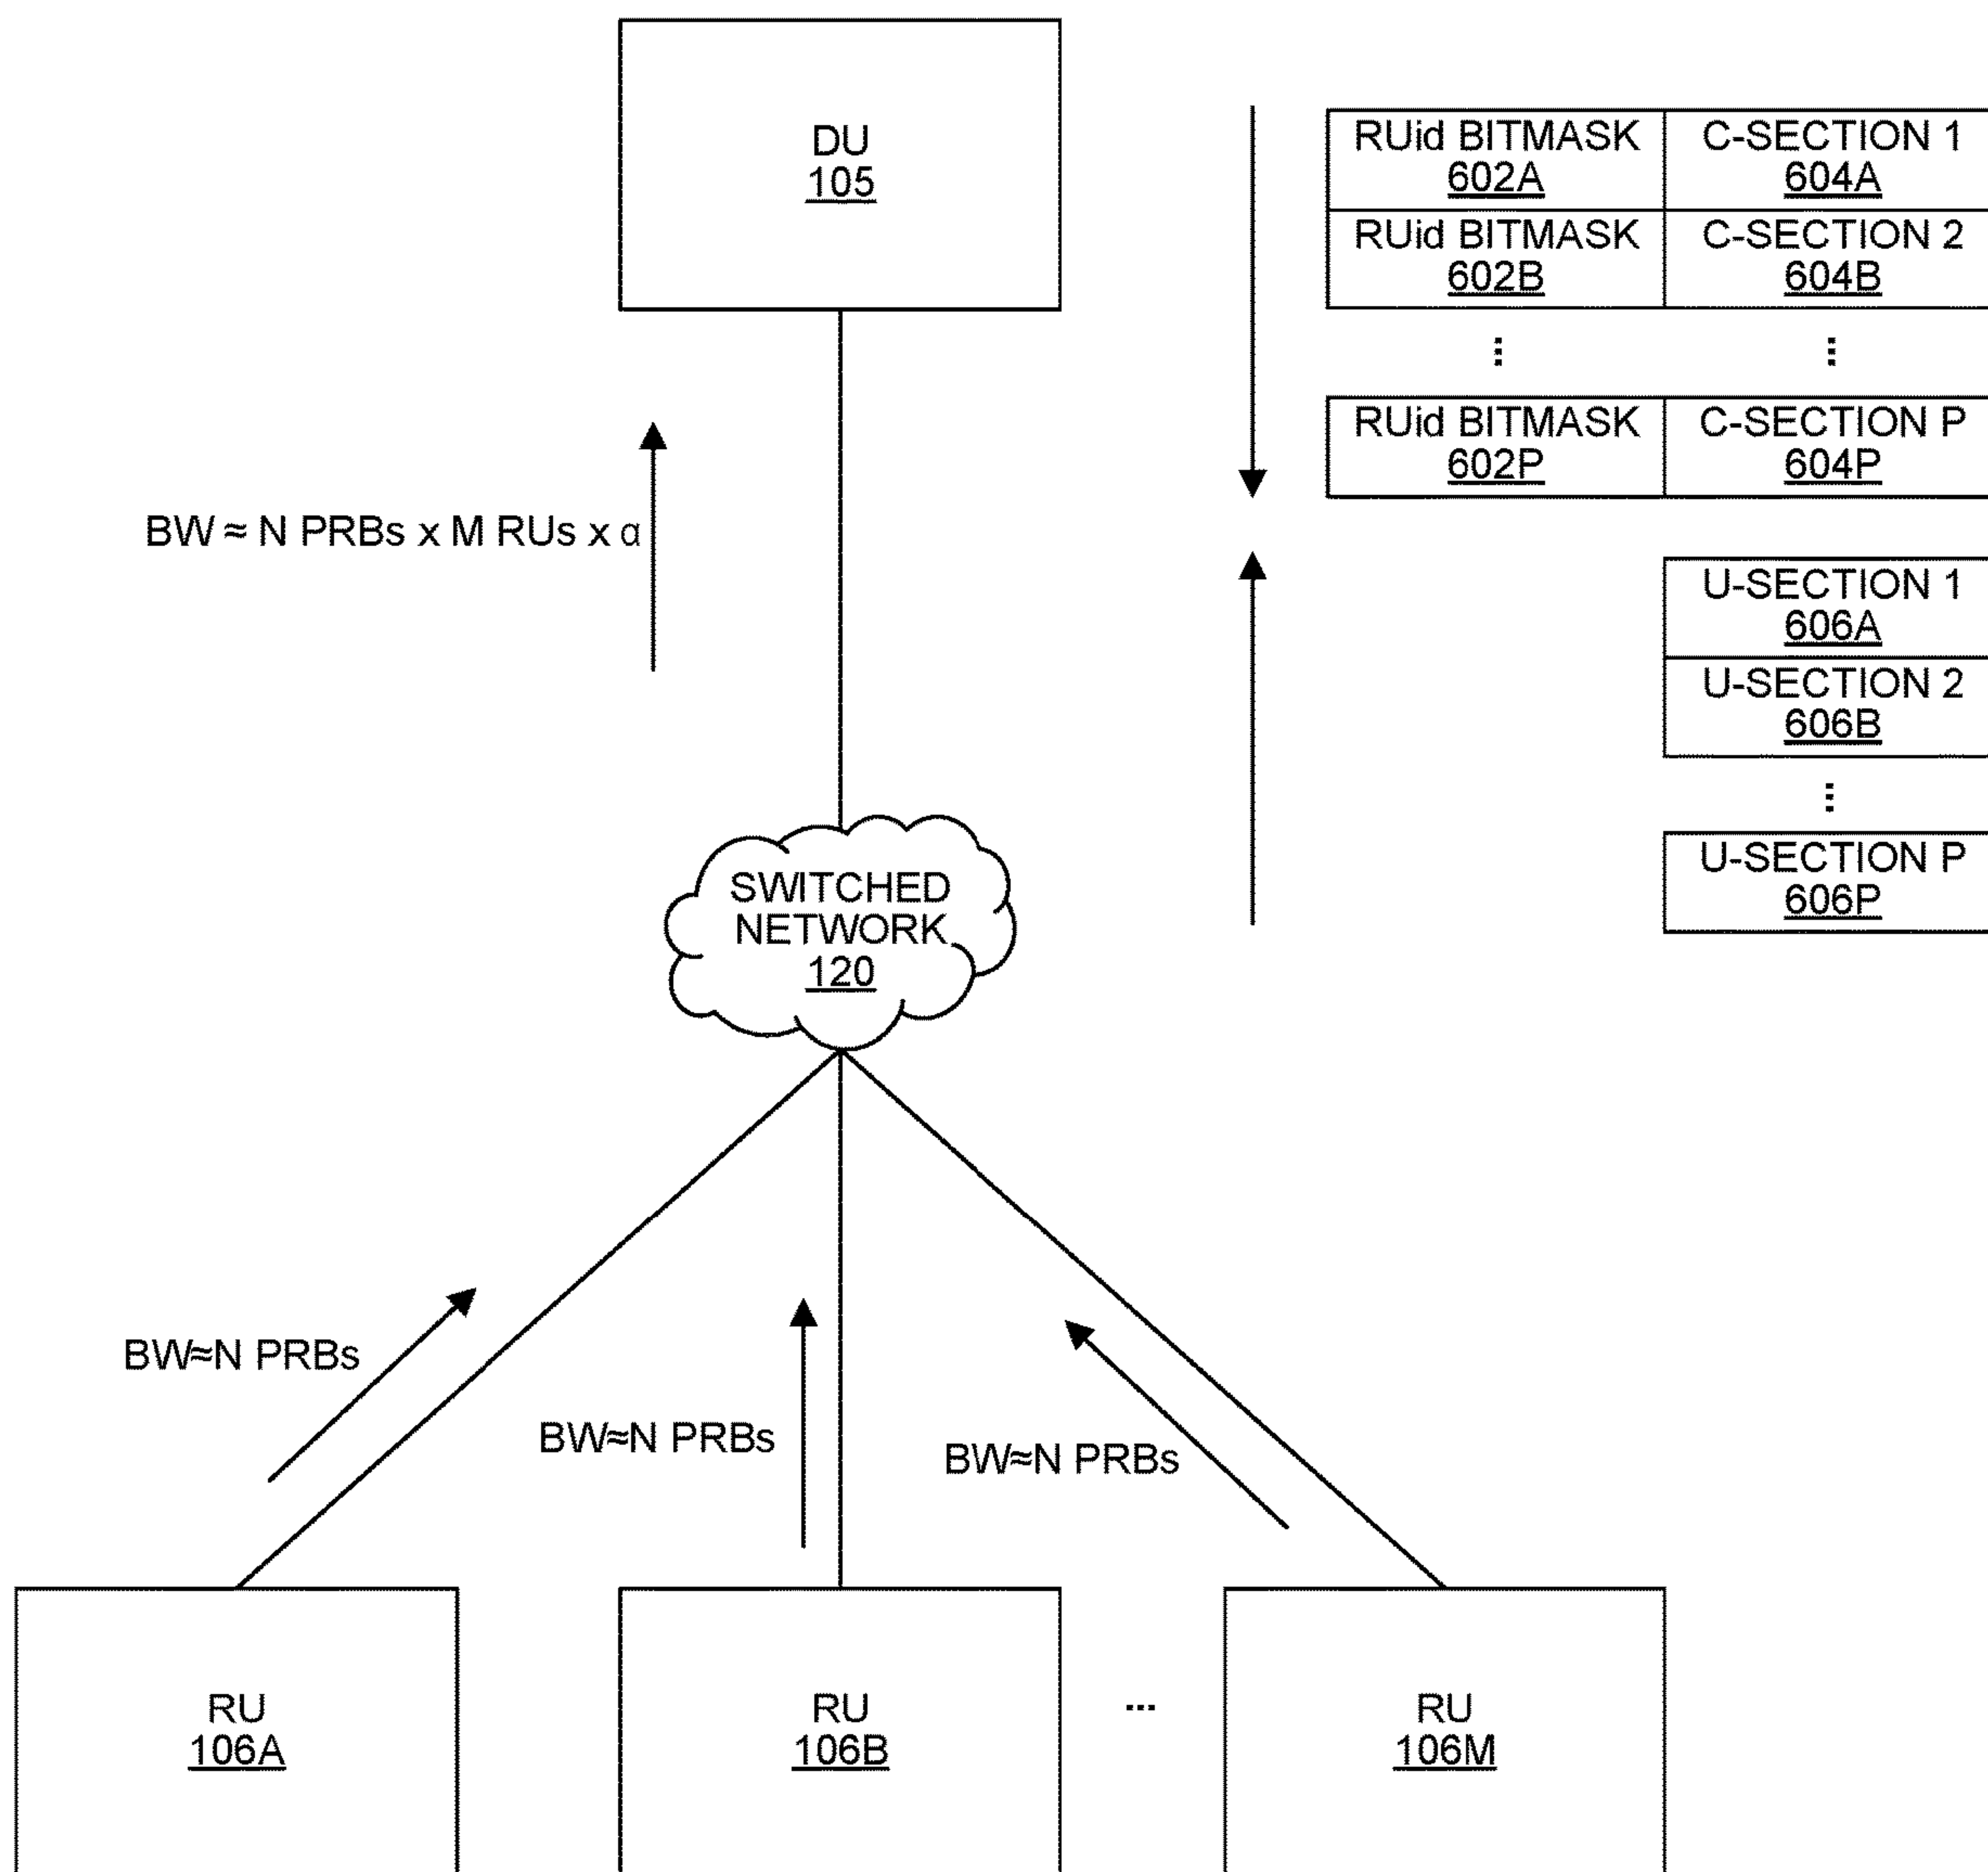 DU
105
RUid BITMASK
602A
C-SECTION 1
604A
RUid BITMASK
602B
C-SECTION 2
604B
...
...
RUid BITMASK
602P
C-SECTION P
604P
BW ≈ N PRBs x M RUs x α
U-SECTION 1
606A
U-SECTION 2
606B
...
U-SECTION P
606P
SWITCHED
NETWORK
120
BW≈N PRBs
BW≈N PRBs
BW≈N PRBs
RU
106A
RU
106B
...
RU
106M